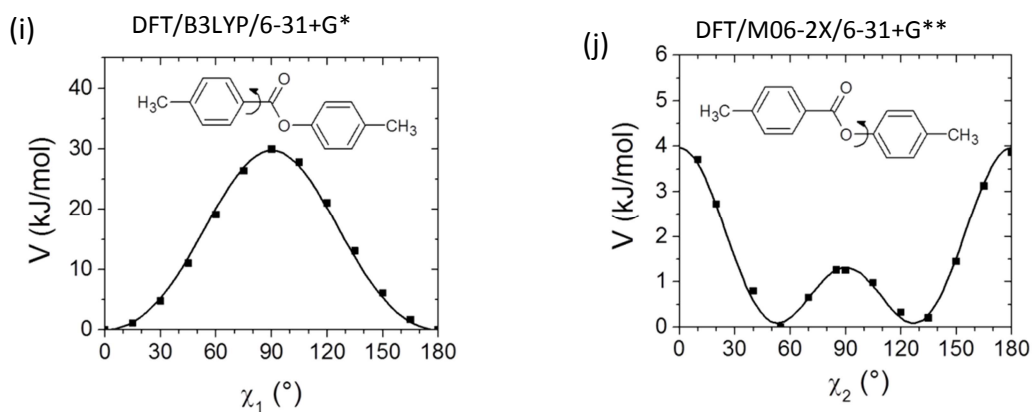 (i)
DFT/B3LYP/6-31+G*
40
30
20
10
0
V (kJ/mol)
H₃C
O
O
CH₃
0 30 60 90 120 150 180
χ₁ (°)
(j)
DFT/M06-2X/6-31+G**
6
5
4
3
2
1
0
V (kJ/mol)
H₃C
O
O
CH₃
0 30 60 90 120 150 180
χ₂ (°)